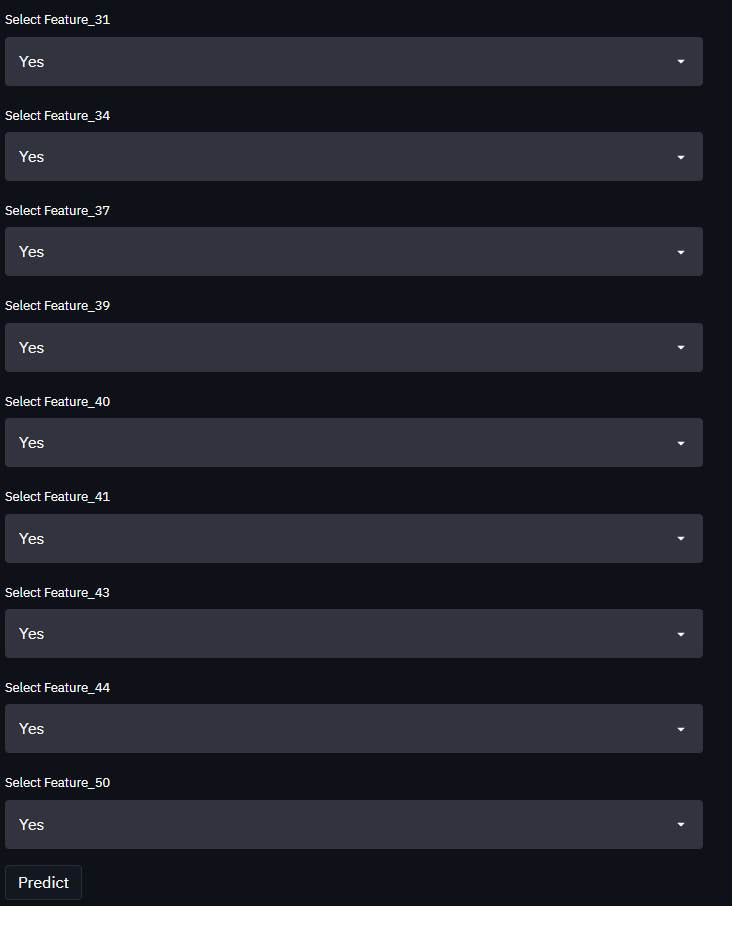 Select Feature_31
Yes
Select Feature_34
Yes
Select Feature_37
Yes
Select Feature_39
Yes
Select Feature_40
Yes
Select Feature_41
Yes
Select Feature_43
Yes
Select Feature_44
Yes
Select Feature_50
Yes
Predict